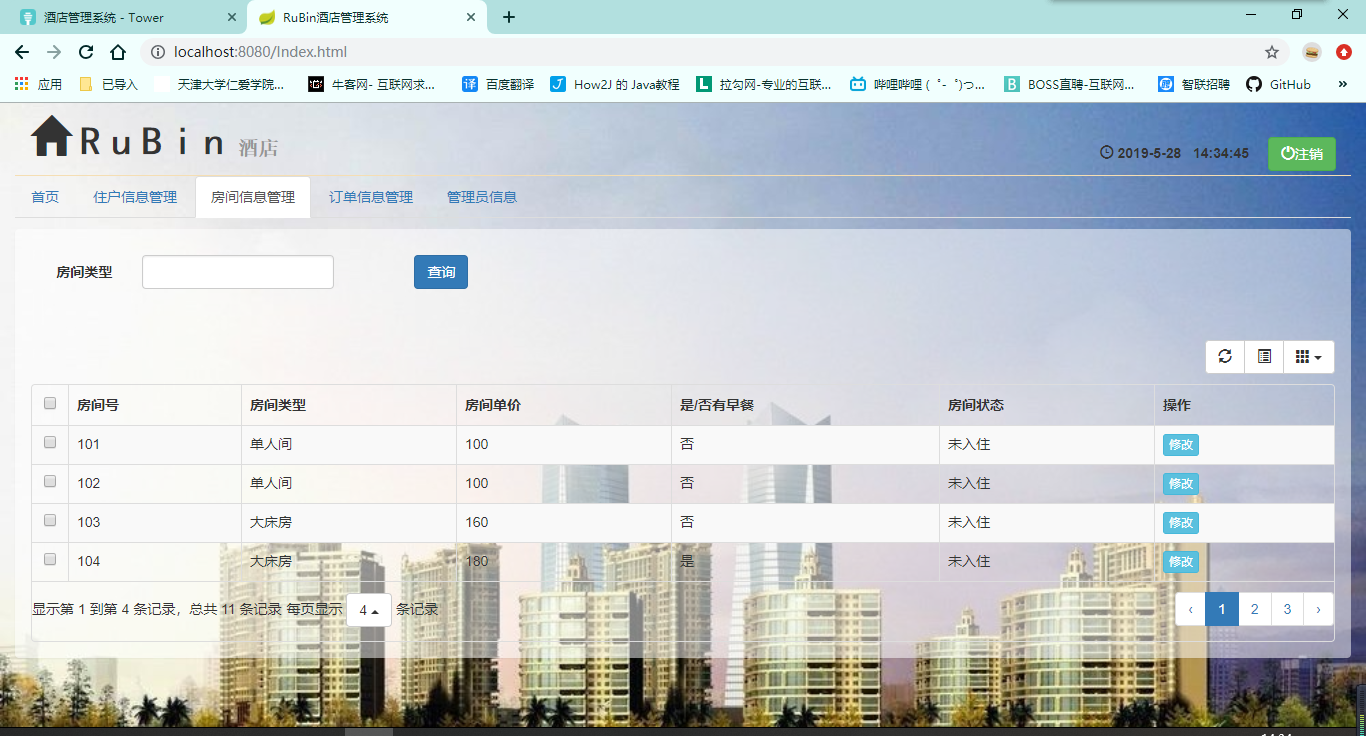 酒店管理系统 - Tower
RuBin酒店管理系统
localhost:8080/Index.html
应用 已导入 天津大学仁爱学院... 牛客网- 互联网求... 百度翻译 How2J 的 Java教程 拉勾网-专业的互联... 哔哩哔哩 ( ゜- ゜)つ... BOSS直聘-互联网... 智联招聘 GitHub »
RuBin 酒店
2019-5-28 14:34:45 注销
首页 住户信息管理 房间信息管理 订单信息管理 管理员信息
房间类型 查询
房间号 房间类型 房间单价 是/否有早餐 房间状态 操作
101 单人间 100 否 未入住 修改
102 单人间 100 否 未入住 修改
103 大床房 160 否 未入住 修改
104 大床房 180 是 未入住 修改
显示第 1 到第 4 条记录，总共 11 条记录 每页显示 4 条记录 ‹ 1 2 3 ›